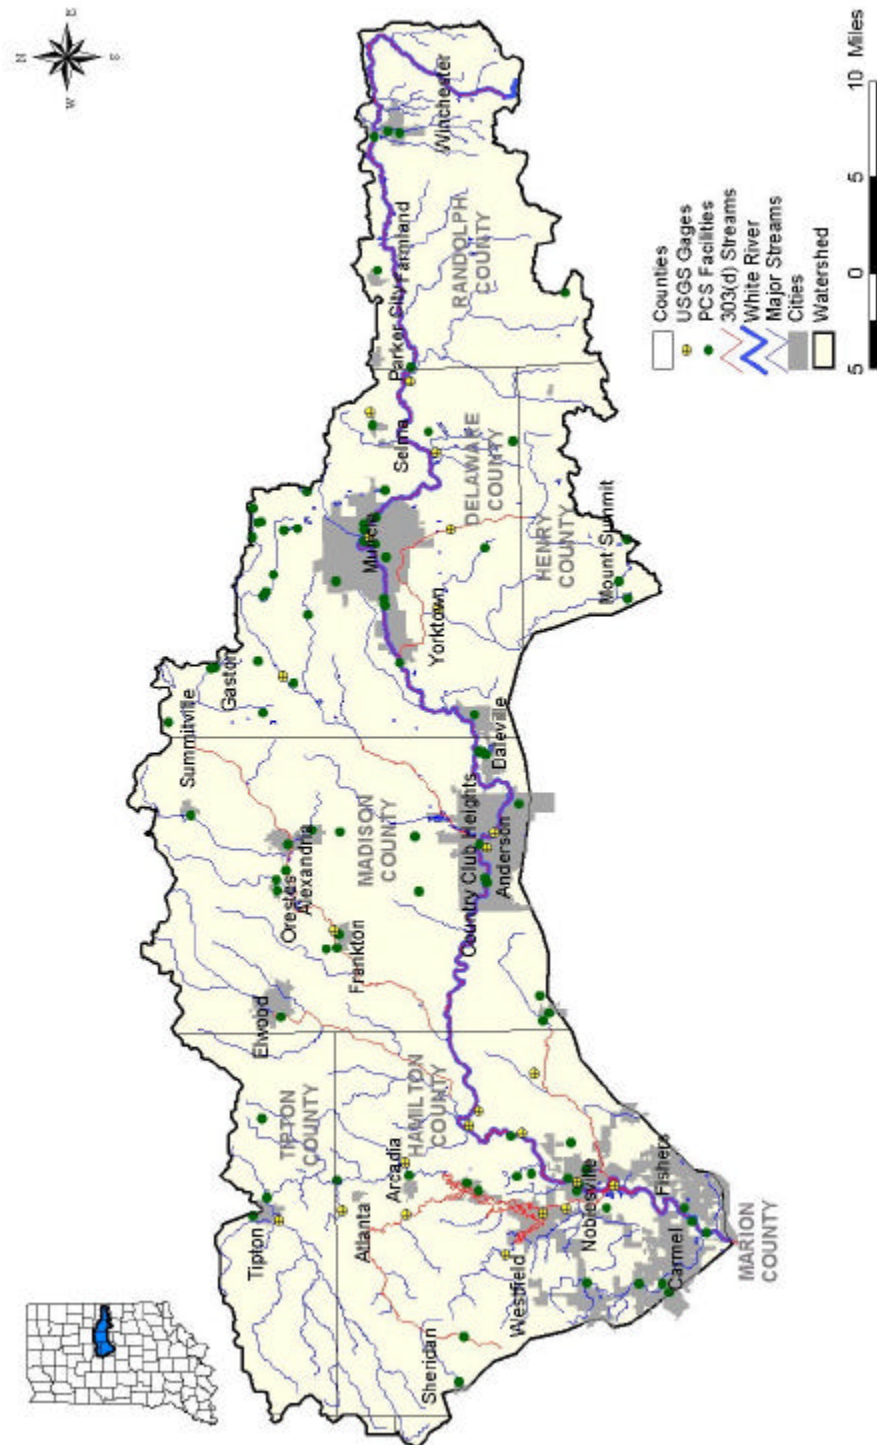 N
E
W
S
Winchester
Farmland
Parker City
RANDOLPH
COUNTY
Selma
DELAWARE
COUNTY
Muncie
HENRY
COUNTY
Mount Summit
Yorktown
Gaston
Summitville
Daleville
Country Club Heights
Anderson
MADISON
COUNTY
Orestes
Alexandria
Frankton
Elwood
TIPTON
COUNTY
HAMILTON
COUNTY
Arcadia
Atlanta
Tipton
Noblesville
Fishers
Carmel
Westfield
Sheridan
MARION
COUNTY
Counties
USGS Gages
PCS Facilities
303(d) Streams
White River
Major Streams
Cities
Watershed
5 0 5 10 Miles